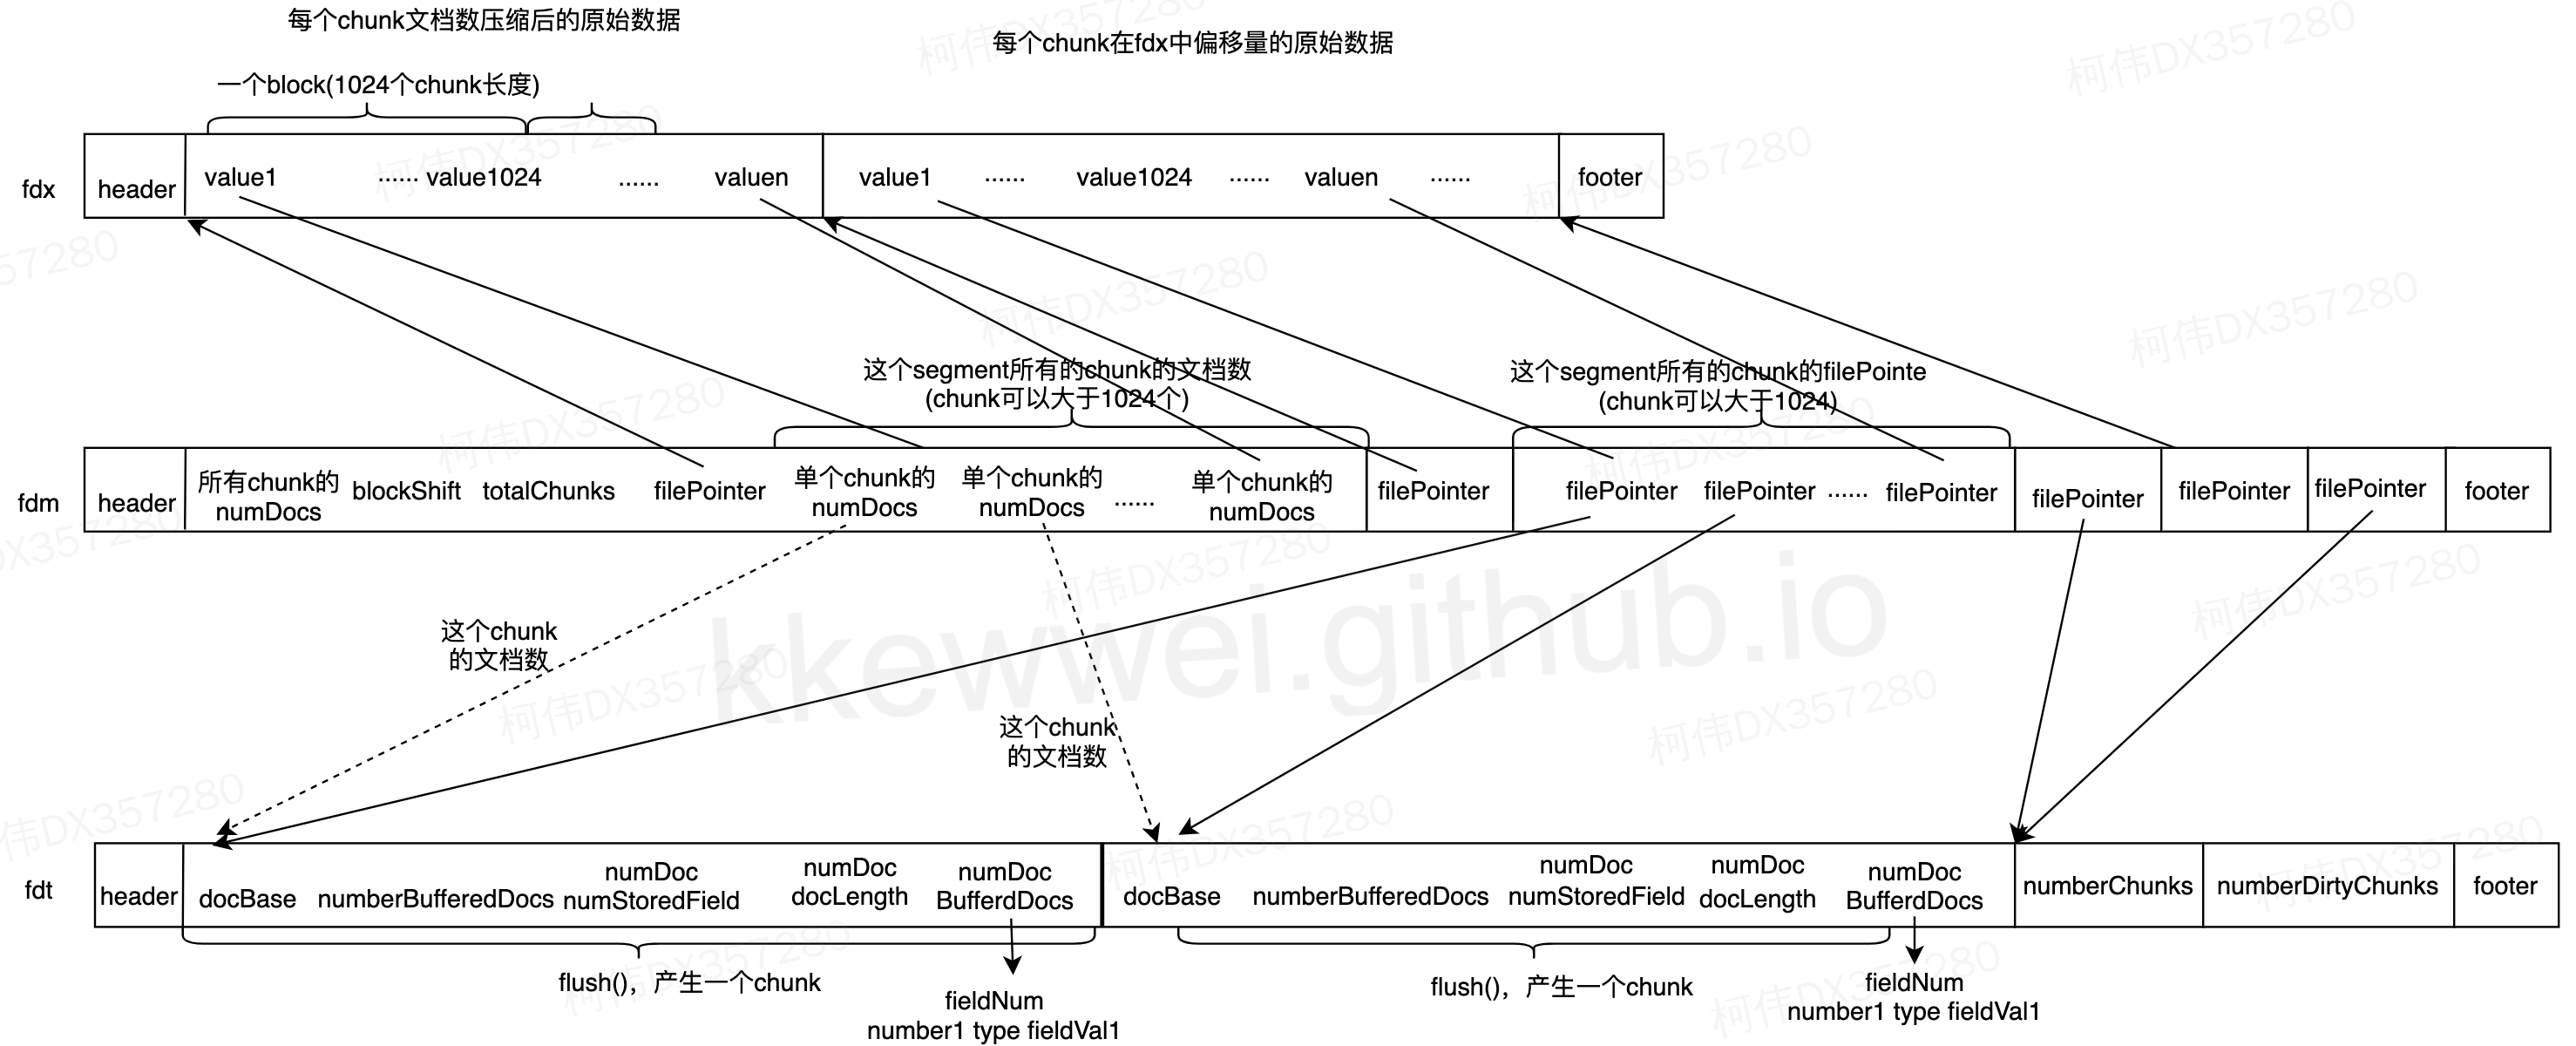 每个chunk文档数压缩后的原始数据
每个chunk在fdx中偏移量的原始数据
一个block(1024个chunk长度)
fdx
header
value1
······
value1024
······
valuen
value1
······
value1024
······
valuen
······
footer
这个segment所有的chunk的文档数
(chunk可以大于1024个)
这个segment所有的chunk的filePointe
(chunk可以大于1024)
fdm
header
所有chunk的
numDocs
blockShift
totalChunks
filePointer
单个chunk的
numDocs
单个chunk的
numDocs
······
单个chunk的
numDocs
filePointer
filePointer
filePointer
······
filePointer
filePointer
filePointer
filePointer
footer
这个chunk
的文档数
这个chunk
的文档数
kkewwei.github.io
fdt
header
docBase
numberBufferedDocs
numDoc
numStoredField
numDoc
docLength
numDoc
BufferdDocs
docBase
numberBufferedDocs
numDoc
numStoredField
numDoc
docLength
numDoc
BufferdDocs
numberChunks
numberDirtyChunks
footer
flush()，产生一个chunk
fieldNum
number1 type fieldVal1
flush()，产生一个chunk
fieldNum
number1 type fieldVal1
柯伟DX357280